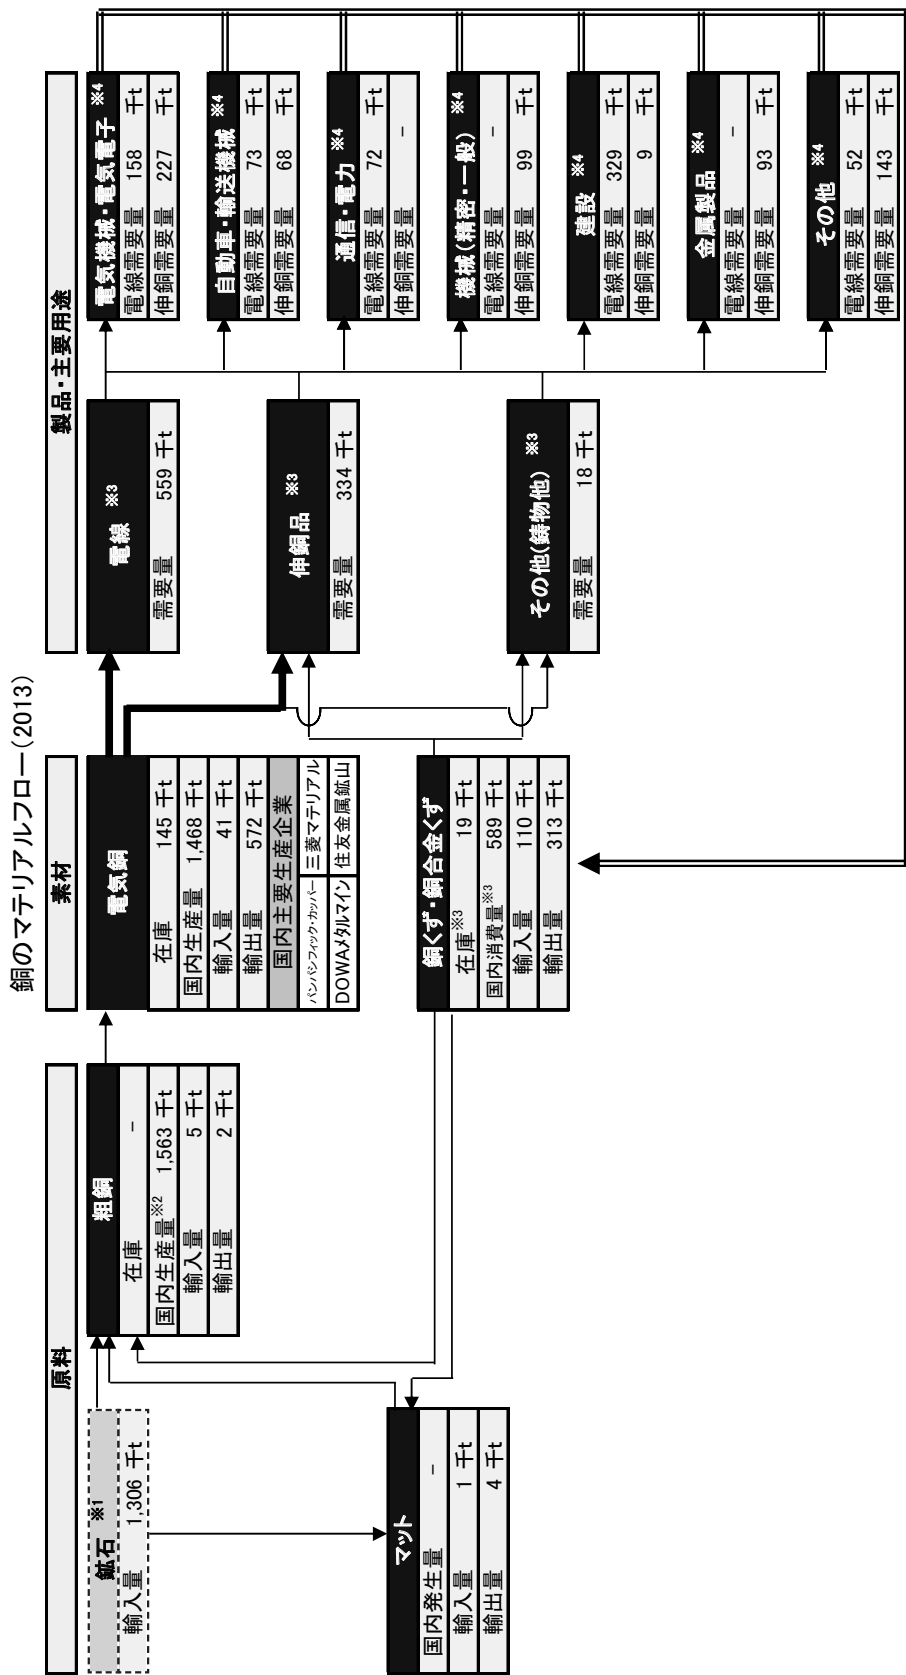 銅のマテリアルフロー(2013)
原料
素材
製品・主要用途
鉱石 ※1
輸入量 1,306 千t
マット
国内発生量 -
輸入量 1 千t
輸出量 4 千t
粗銅
在庫 -
国内生産量※2 1,563 千t
輸入量 5 千t
輸出量 2 千t
電気銅
在庫 145 千t
国内生産量 1,468 千t
輸入量 41 千t
輸出量 572 千t
国内主要生産企業
パンパシフィック・カッパー 三菱マテリアル
DOWAメタルマイン 住友金属鉱山
銅くず・銅合金くず
在庫※3 19 千t
国内消費量※3 589 千t
輸入量 110 千t
輸出量 313 千t
電線 ※3
需要量 559 千t
伸銅品 ※3
需要量 334 千t
その他(鋳物他) ※3
需要量 18 千t
電気機械・電気電子 ※4
電線需要量 158 千t
伸銅需要量 227 千t
自動車・輸送機械 ※4
電線需要量 73 千t
伸銅需要量 68 千t
通信・電力 ※4
電線需要量 72 千t
伸銅需要量 -
機械(精密・一般) ※4
電線需要量 -
伸銅需要量 99 千t
建設 ※4
電線需要量 329 千t
伸銅需要量 9 千t
金属製品 ※4
電線需要量 -
伸銅需要量 93 千t
その他 ※4
電線需要量 52 千t
伸銅需要量 143 千t